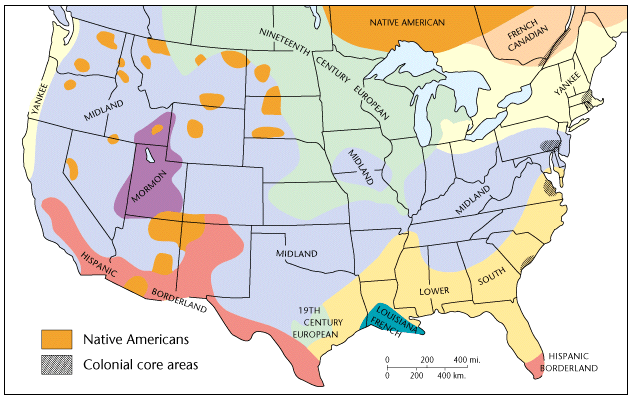 NATIVE AMERICAN
FRENCH
CANADIAN
NINETEENTH
CENTURY
EUROPEAN
YANKEE
YANKEE
MIDLAND
MIDLAND
MORMON
MIDLAND
MIDLAND
HISPANIC
BORDERLAND
LOWER
SOUTH
19TH
CENTURY
EUROPEAN
LOUISIANA
FRENCH
HISPANIC
BORDERLAND
Native Americans
Colonial core areas
0 200 400 mi.
0 200 400 km.